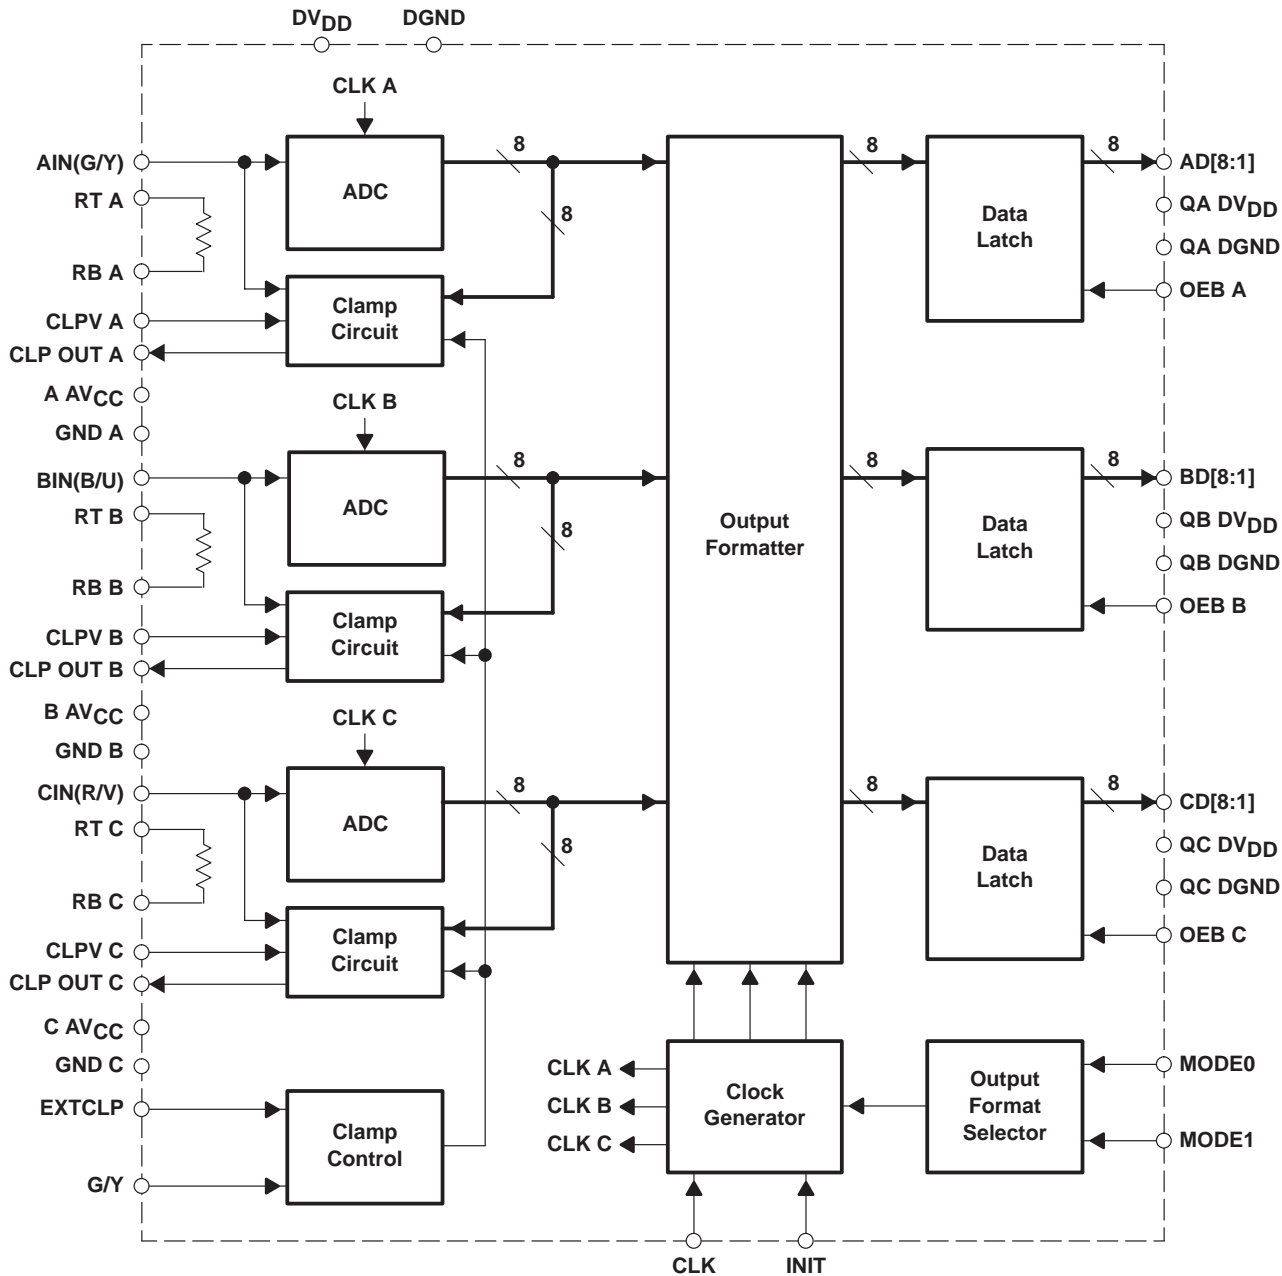 DVDD
DGND
CLK A
8
8
8
AIN(G/Y)
ADC
AD[8:1]
RT A
8
QA DVDD
Data
Latch
QA DGND
RB A
OEB A
Clamp
Circuit
CLPV A
CLP OUT A
A AVCC
CLK B
GND A
8
8
8
BIN(B/U)
ADC
BD[8:1]
RT B
8
Output
Formatter
QB DVDD
Data
Latch
QB DGND
RB B
OEB B
Clamp
Circuit
CLPV B
CLP OUT B
B AVCC
CLK C
GND B
8
8
8
CIN(R/V)
ADC
CD[8:1]
RT C
8
QC DVDD
Data
Latch
QC DGND
RB C
OEB C
Clamp
Circuit
CLPV C
CLP OUT C
C AVCC
GND C
CLK A
CLK B
CLK C
Clock
Generator
Output
Format
Selector
MODE0
MODE1
EXTCLP
Clamp
Control
G/Y
CLK
INIT